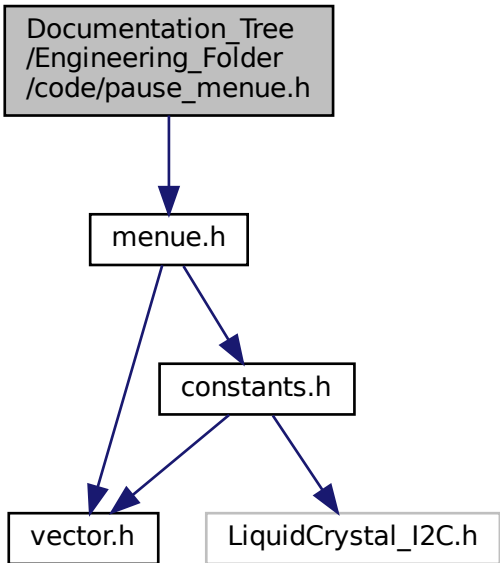 Documentation_Tree
/Engineering_Folder
/code/pause_menue.h
menue.h
constants.h
vector.h
LiquidCrystal_I2C.h